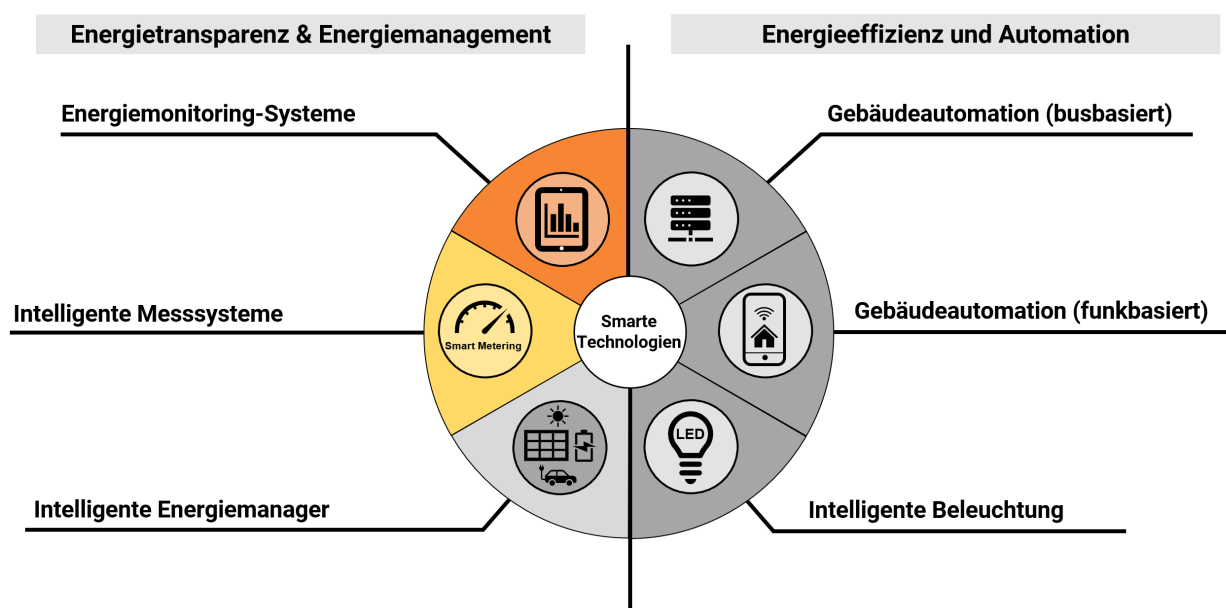 Energietransparenz & Energiemanagement
Energieeffizienz und Automation
Energiemonitoring-Systeme
Gebäudeautomation (busbasiert)
Intelligente Messsysteme
Smart Metering
Smarte
Technologien
Gebäudeautomation (funkbasiert)
Intelligente Energiemanager
LED
Intelligente Beleuchtung